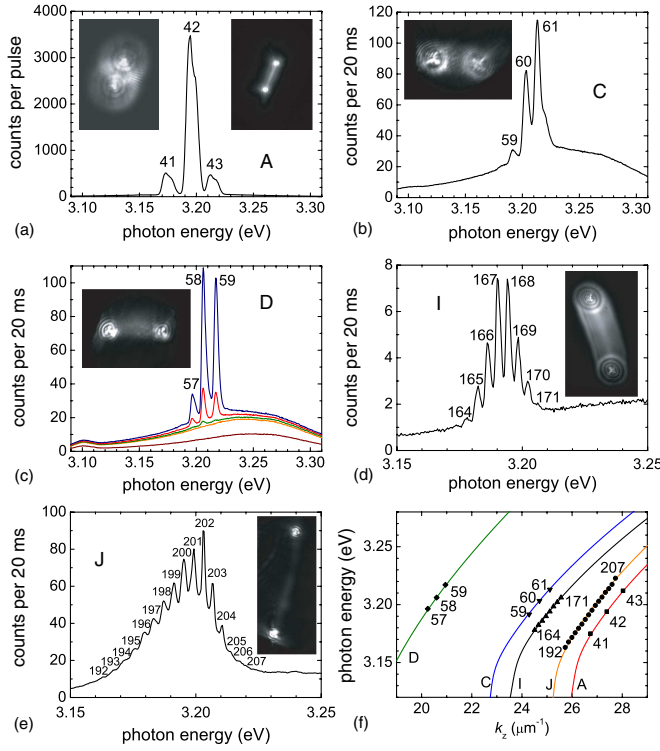 counts per pulse
4000
3000
2000
1000
0
42
41
43
A
3.10 3.15 3.20 3.25 3.30
(a) photon energy (eV)
counts per 20 ms
120
80
40
0
61
60
59
C
3.10 3.15 3.20 3.25 3.30
(b) photon energy (eV)
counts per 20 ms
100
80
60
40
20
0
58
59
57
D
3.10 3.15 3.20 3.25 3.30
(c) photon energy (eV)
counts per 20 ms
8
6
4
2
0
167
168
166
169
165
170
164
171
I
3.15 3.20 3.25
(d) photon energy (eV)
counts per 20 ms
100
80
60
40
20
0
J
202
201
200
199
203
198
197
204
196
195
205
194
206
193
207
192
3.15 3.20 3.25
(e) photon energy (eV)
photon energy (eV)
3.28
3.24
3.20
3.16
3.12
207
61
60
59
171
59
58
57
164
192
43
42
41
D
C
I
J
A
20 22 24 26 28
(f) kz (μm⁻¹)